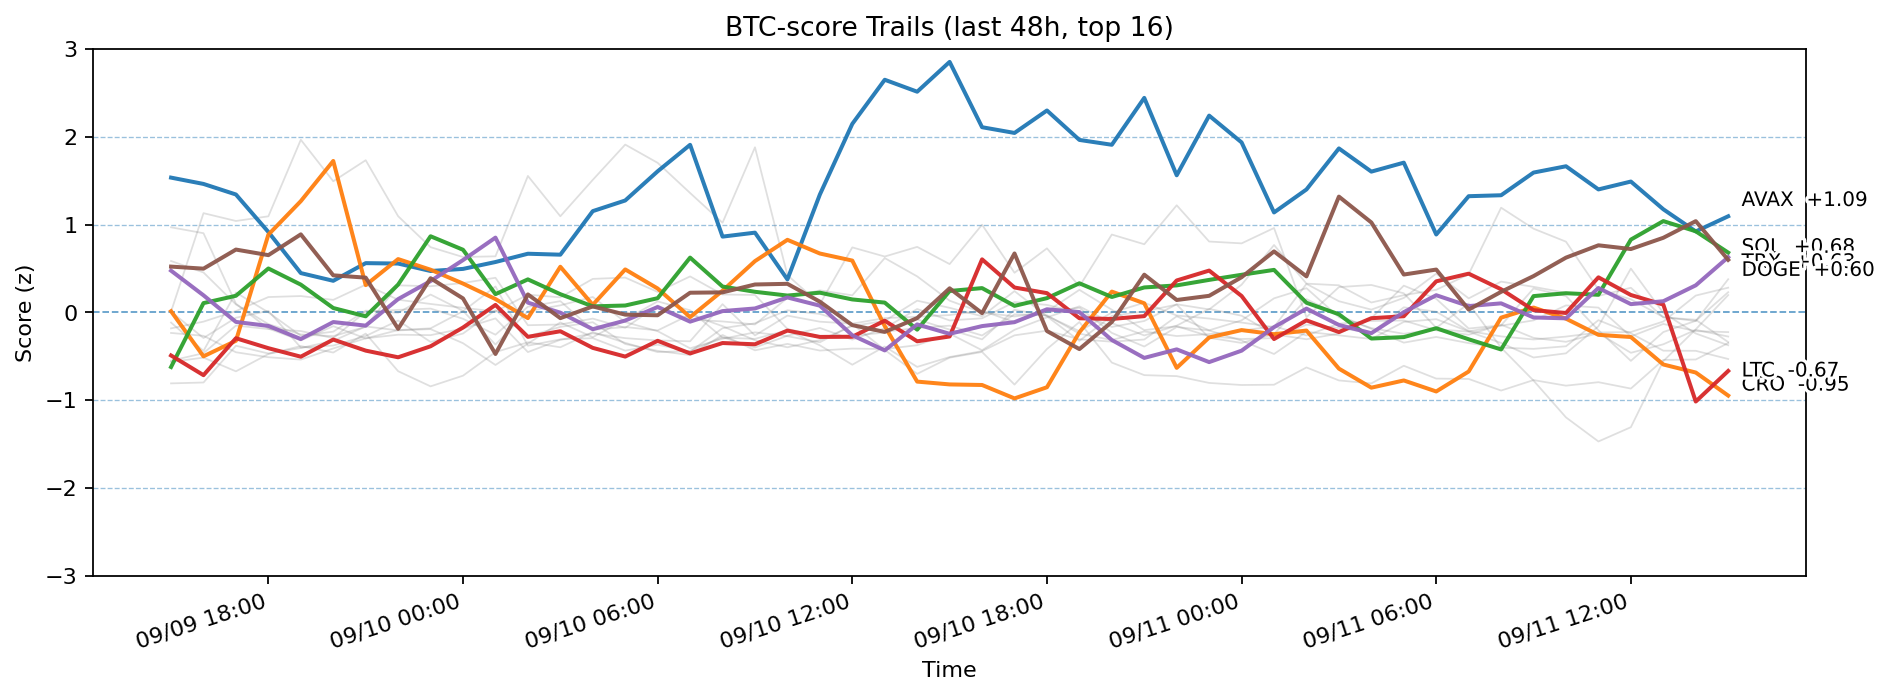 BTC-score Trails (last 48h, top 16)
3
2
1
0
−1
−2
−3
Score (z)
AVAX +1.09
SOL +0.68
DOGE +0.60
LTC -0.67
CRO -0.95
09/09 18:00
09/10 00:00
09/10 06:00
09/10 12:00
09/10 18:00
09/11 00:00
09/11 06:00
09/11 12:00
Time